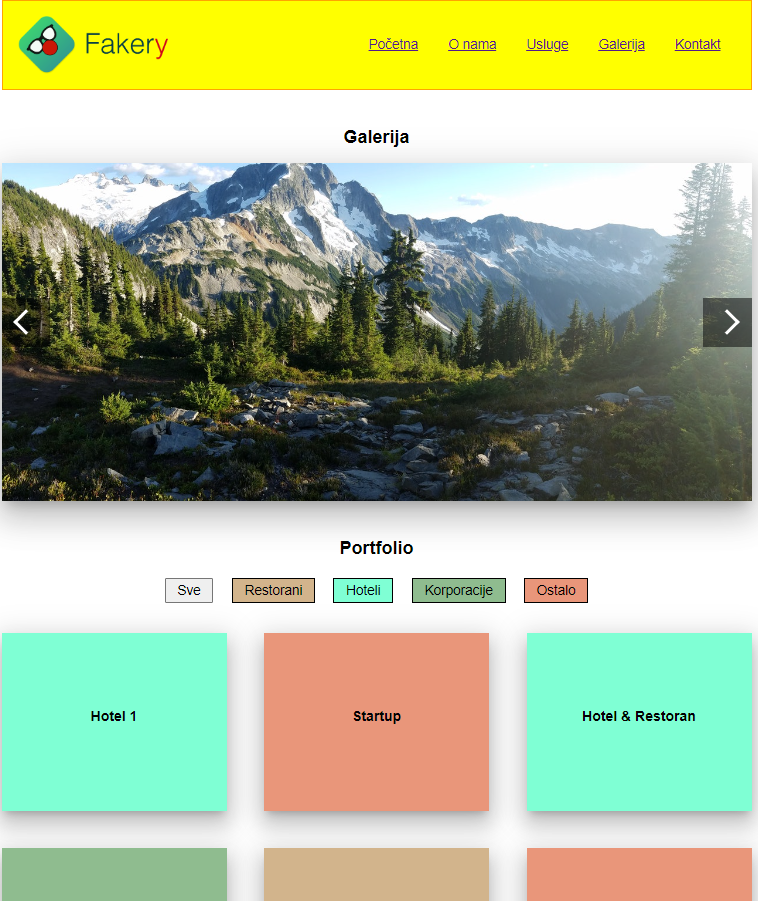 Fakery
Početna O nama Usluge Galerija Kontakt
Galerija
Portfolio
Sve Restorani Hoteli Korporacije Ostalo
Hotel 1 Startup Hotel & Restoran